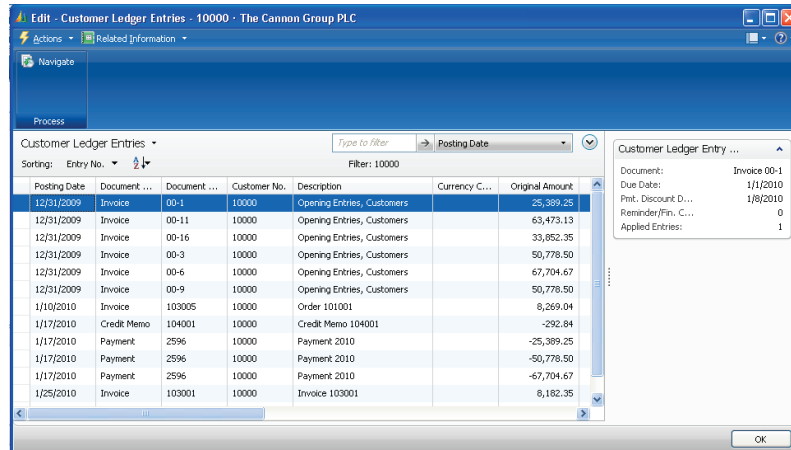 Edit - Customer Ledger Entries - 10000 · The Cannon Group PLC
Actions Related Information
Navigate
Process
Customer Ledger Entries Type to filter Posting Date
Sorting: Entry No. Filter: 10000
Posting Date Document ... Document ... Customer No. Description Currency C... Original Amount
12/31/2009 Invoice 00-1 10000 Opening Entries, Customers 25,389.25
12/31/2009 Invoice 00-11 10000 Opening Entries, Customers 63,473.13
12/31/2009 Invoice 00-16 10000 Opening Entries, Customers 33,852.35
12/31/2009 Invoice 00-3 10000 Opening Entries, Customers 50,778.50
12/31/2009 Invoice 00-6 10000 Opening Entries, Customers 67,704.67
12/31/2009 Invoice 00-9 10000 Opening Entries, Customers 50,778.50
1/10/2010 Invoice 103005 10000 Order 101001 8,269.04
1/17/2010 Credit Memo 104001 10000 Credit Memo 104001 -292.84
1/17/2010 Payment 2596 10000 Payment 2010 -25,389.25
1/17/2010 Payment 2596 10000 Payment 2010 -50,778.50
1/17/2010 Payment 2596 10000 Payment 2010 -67,704.67
1/25/2010 Invoice 103001 10000 Invoice 103001 8,182.35
Customer Ledger Entry ...
Document: Invoice 00-1
Due Date: 1/1/2010
Pmt. Discount D... 1/8/2010
Reminder/Fin. C... 0
Applied Entries: 1
OK